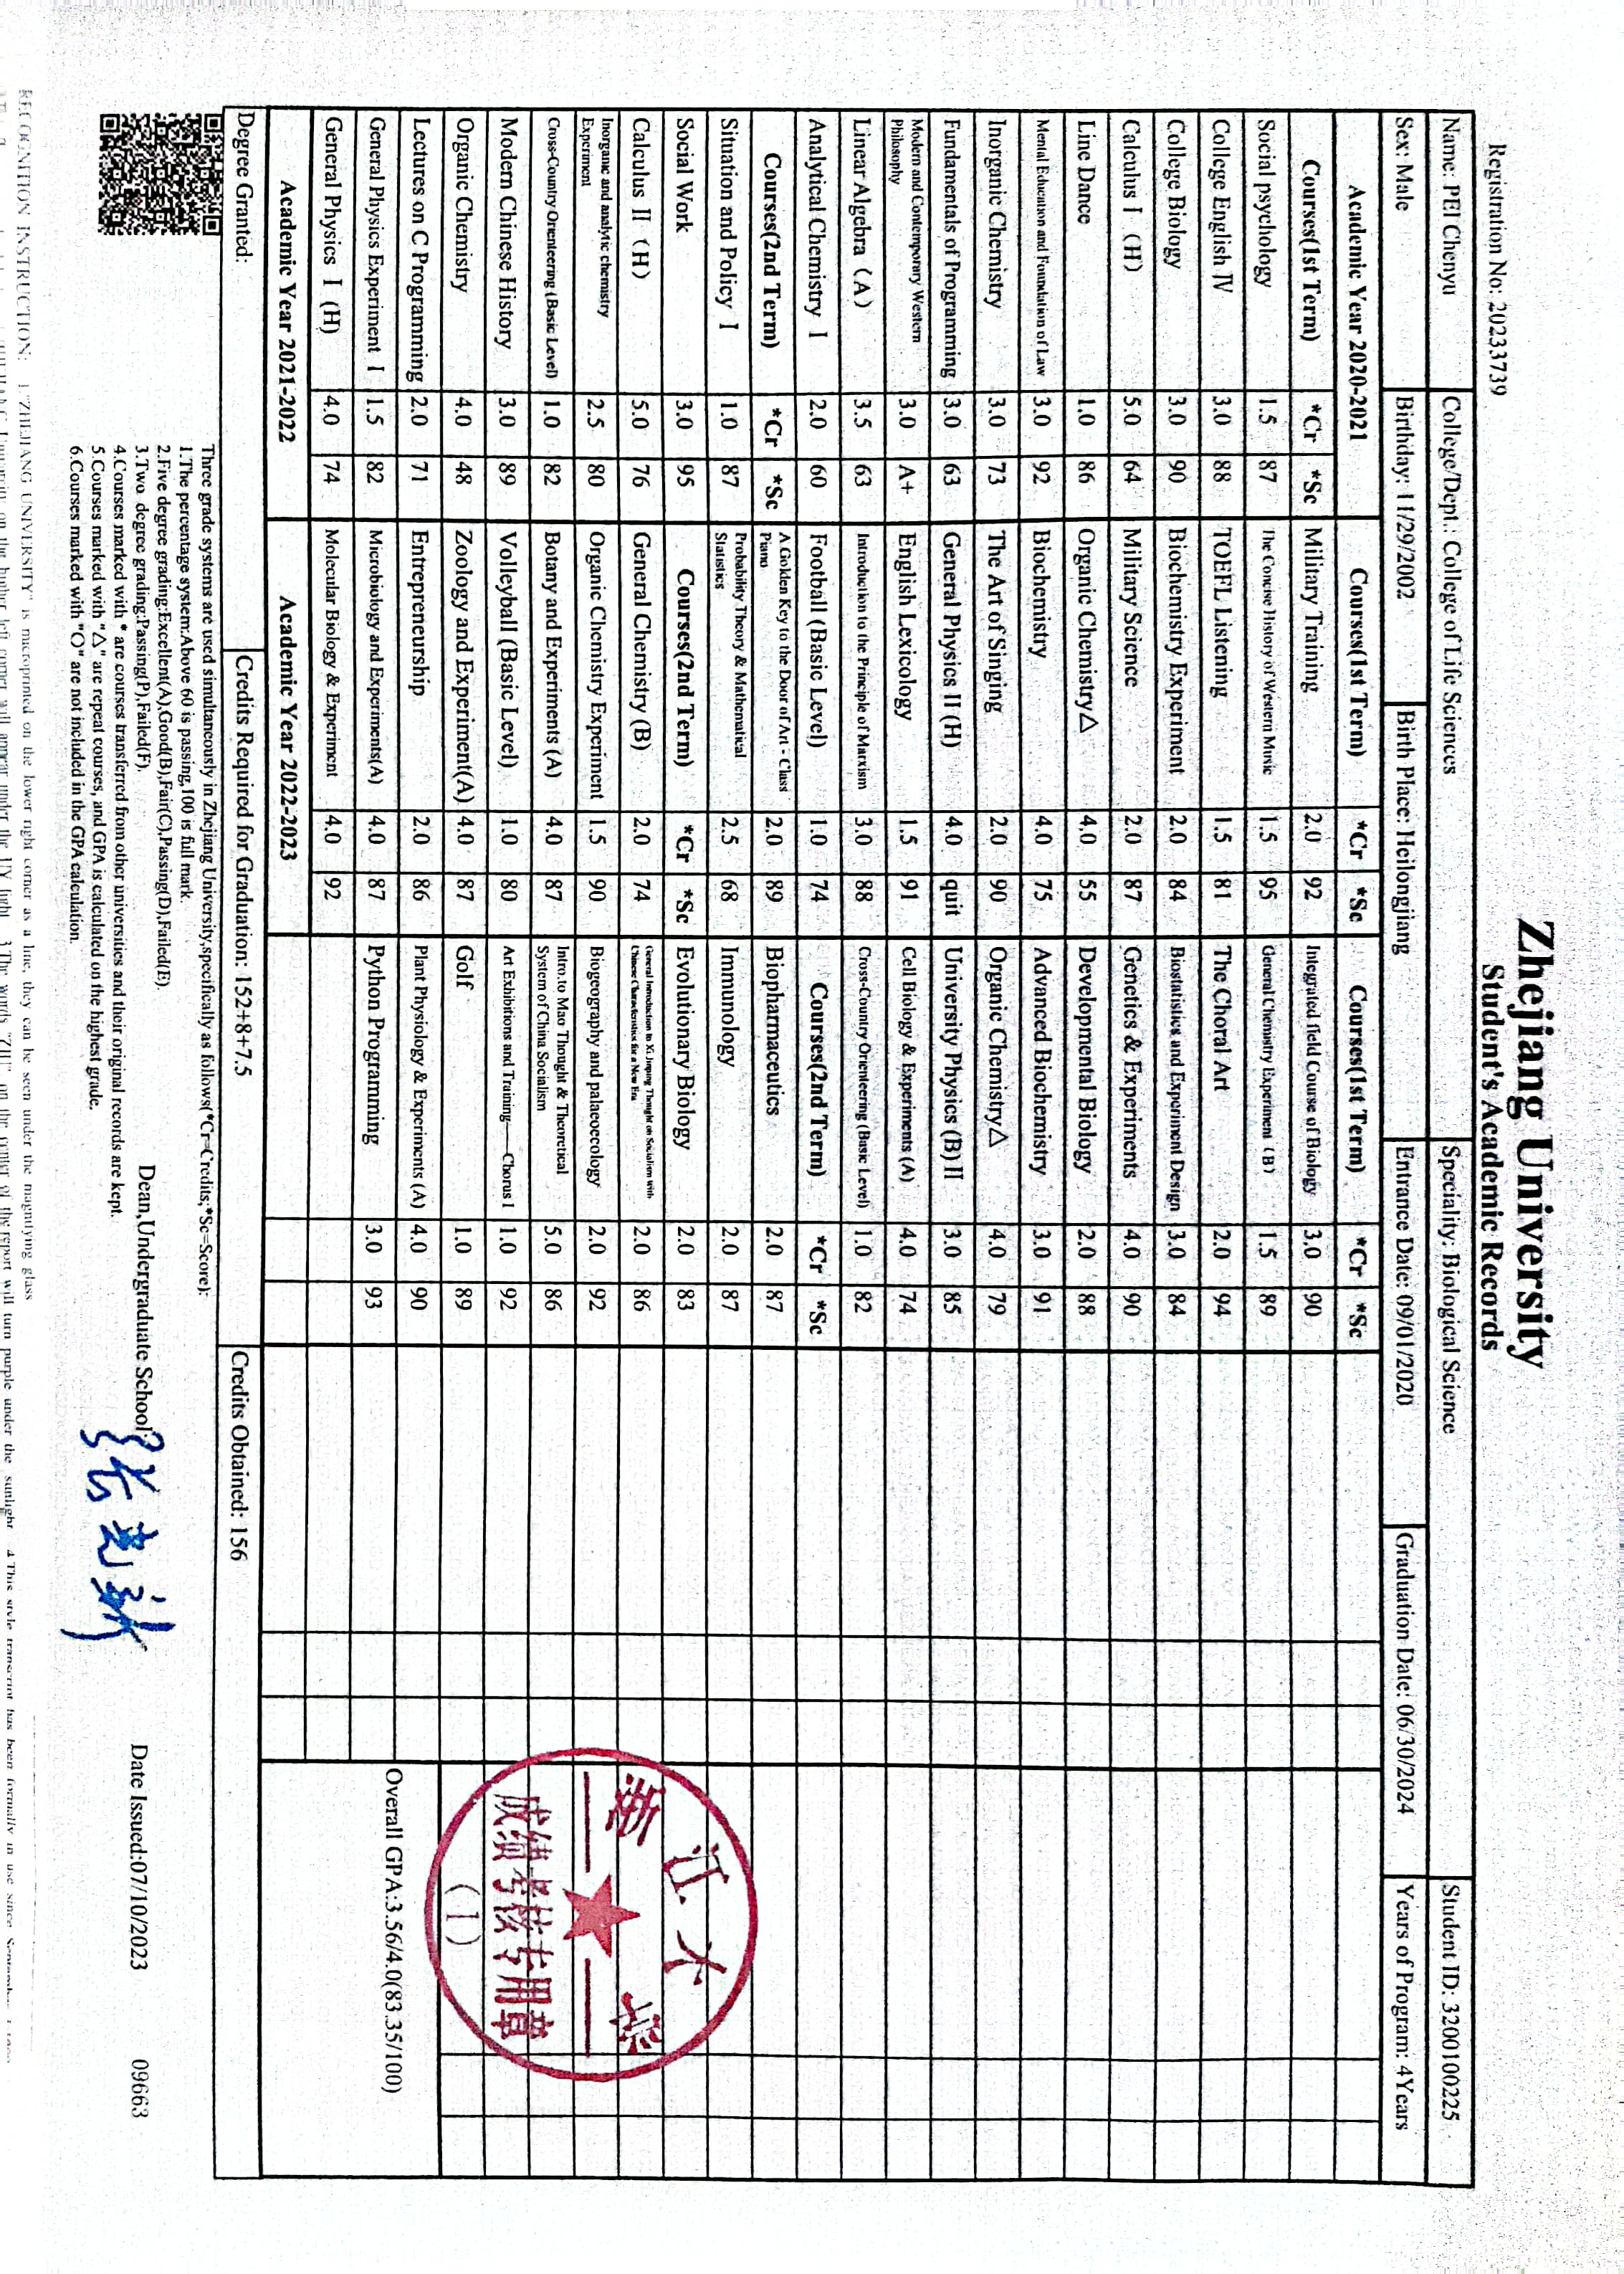 Zhejiang University
Registration No: 20233739
Student's Academic Records
Name: PEI Chenyu College/Dept.: College of Life Sciences Speciality: Biological Science Student ID: 3200100225
Sex: Male Birthday: 11/29/2002 Birth Place: Heilongjiang Entrance Date: 09/01/2020 Graduation Date: 06/30/2024 Years of Program: 4Years
Academic Year 2020-2021
Courses(1st Term) *Cr *Sc
Social psychology 1.5 87
College English IV 3.0 88
College Biology 3.0 90
Calculus I (H) 5.0 64
Line Dance 1.0 86
Mental Education and Foundation of Law 3.0 92
Inorganic Chemistry 3.0 73
Fundamentals of Programming 3.0 63
Modern and Contemporary Western
Philosophy 3.0 A+
Linear Algebra (A) 3.5 63
Analytical Chemistry I 2.0 60
Courses(2nd Term) *Cr *Sc
Situation and Policy I 1.0 87
Social Work 3.0 95
Calculus II (H) 5.0 76
Inorganic and analytic chemistry
Experiment 2.5 80
Cross-Country Orienteering (Basic Level) 1.0 82
Modern Chinese History 3.0 89
Organic Chemistry 4.0 48
Lectures on C Programming 2.0 71
General Physics Experiment I 1.5 82
General Physics I (H) 4.0 74
Academic Year 2021-2022
Courses(1st Term) *Cr *Sc
Military Training 2.0 92
The Concise History of Western Music 1.5 95
TOEFL Listening 1.5 81
Biochemistry Experiment 2.0 84
Military Science 2.0 87
Organic Chemistry△ 4.0 55
Biochemistry 4.0 75
The Art of Singing 2.0 90
General Physics II (H) 4.0 quit
English Lexicology 1.5 91
Introduction to the Principle of Marxism 3.0 88
Football (Basic Level) 1.0 74
A Golden Key to the Door of Art - Class
Piano 2.0 89
Probability Theory & Mathematical
Statistics 2.5 68
Courses(2nd Term) *Cr *Sc
General Chemistry (B) 2.0 74
Organic Chemistry Experiment 1.5 90
Botany and Experiments (A) 4.0 87
Volleyball (Basic Level) 1.0 80
Zoology and Experiment(A) 4.0 87
Entrepreneurship 2.0 86
Microbiology and Experiments(A) 4.0 87
Molecular Biology & Experiment 4.0 92
Academic Year 2022-2023
Courses(1st Term) *Cr *Sc
Integrated field Course of Biology 3.0 90
General Chemistry Experiment (B) 1.5 89
The Choral Art 2.0 94
Biostatistics and Experiment Design 3.0 84
Genetics & Experiments 4.0 90
Developmental Biology 2.0 88
Advanced Biochemistry 3.0 91
Organic Chemistry△ 4.0 79
University Physics (B) II 3.0 85
Cell Biology & Experiments (A) 4.0 74
Cross-Country Orienteering (Basic Level) 1.0 82
Courses(2nd Term) *Cr *Sc
Biopharmaceutics 2.0 87
Immunology 2.0 87
Evolutionary Biology 2.0 83
General Introduction to Xi Jinping Thought on Socialism with
Chinese Characteristics for a New Era 2.0 86
Biogeography and palaeoecology 2.0 92
Intro.to Mao Thought & Theoretical
System of China Socialism 5.0 86
Art Exhibitions and Training——Chorus I 1.0 92
Golf 1.0 89
Plant Physiology & Experiments (A) 4.0 90
Python Programming 3.0 93
浙江大学
成绩考核专用章
(1)
Overall GPA:3.56/4.0(83.35/100)
Degree Granted: Credits Required for Graduation: 152+8+7.5 Credits Obtained: 156
Three grade systems are used simultaneously in Zhejiang University,specifically as follows(*Cr=Credits;*Sc=Score):
1.The percentage system:Above 60 is passing,100 is full mark.
2.Five degree grading:Excellent(A),Good(B),Fair(C),Passing(D),Failed(E).
3.Two degree grading:Passing(P),Failed(F).
4.Courses marked with * are courses transferred from other universities and their original records are kept.
5.Courses marked with "△" are repeat courses, and GPA is calculated on the highest grade.
6.Courses marked with "○" are not included in the GPA calculation.
Dean,Undergraduate School 张光新 Date Issued:07/10/2023 09663
RECOGNITION INSTRUCTION: 1."ZHEJIANG UNIVERSITY" is microprinted on the lower right corner as a line, they can be seen under the magnifying glass
University on the higher left corner will appear under the UV light 3.The words "ZJU" on the center of the report will turn purple under the sunlight 4.This style transcript has been formally in use since September